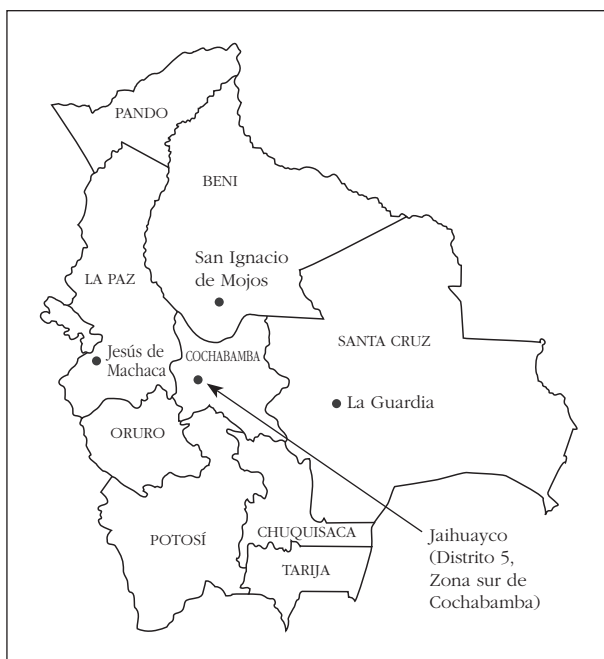 PANDO
BENI
San Ignacio
de Mojos
LA PAZ
SANTA CRUZ
COCHABAMBA
Jesús de
Machaca
La Guardia
ORURO
POTOSÍ
CHUQUISACA
TARIJA
Jaihuayco
(Distrito 5,
Zona sur de
Cochabamba)